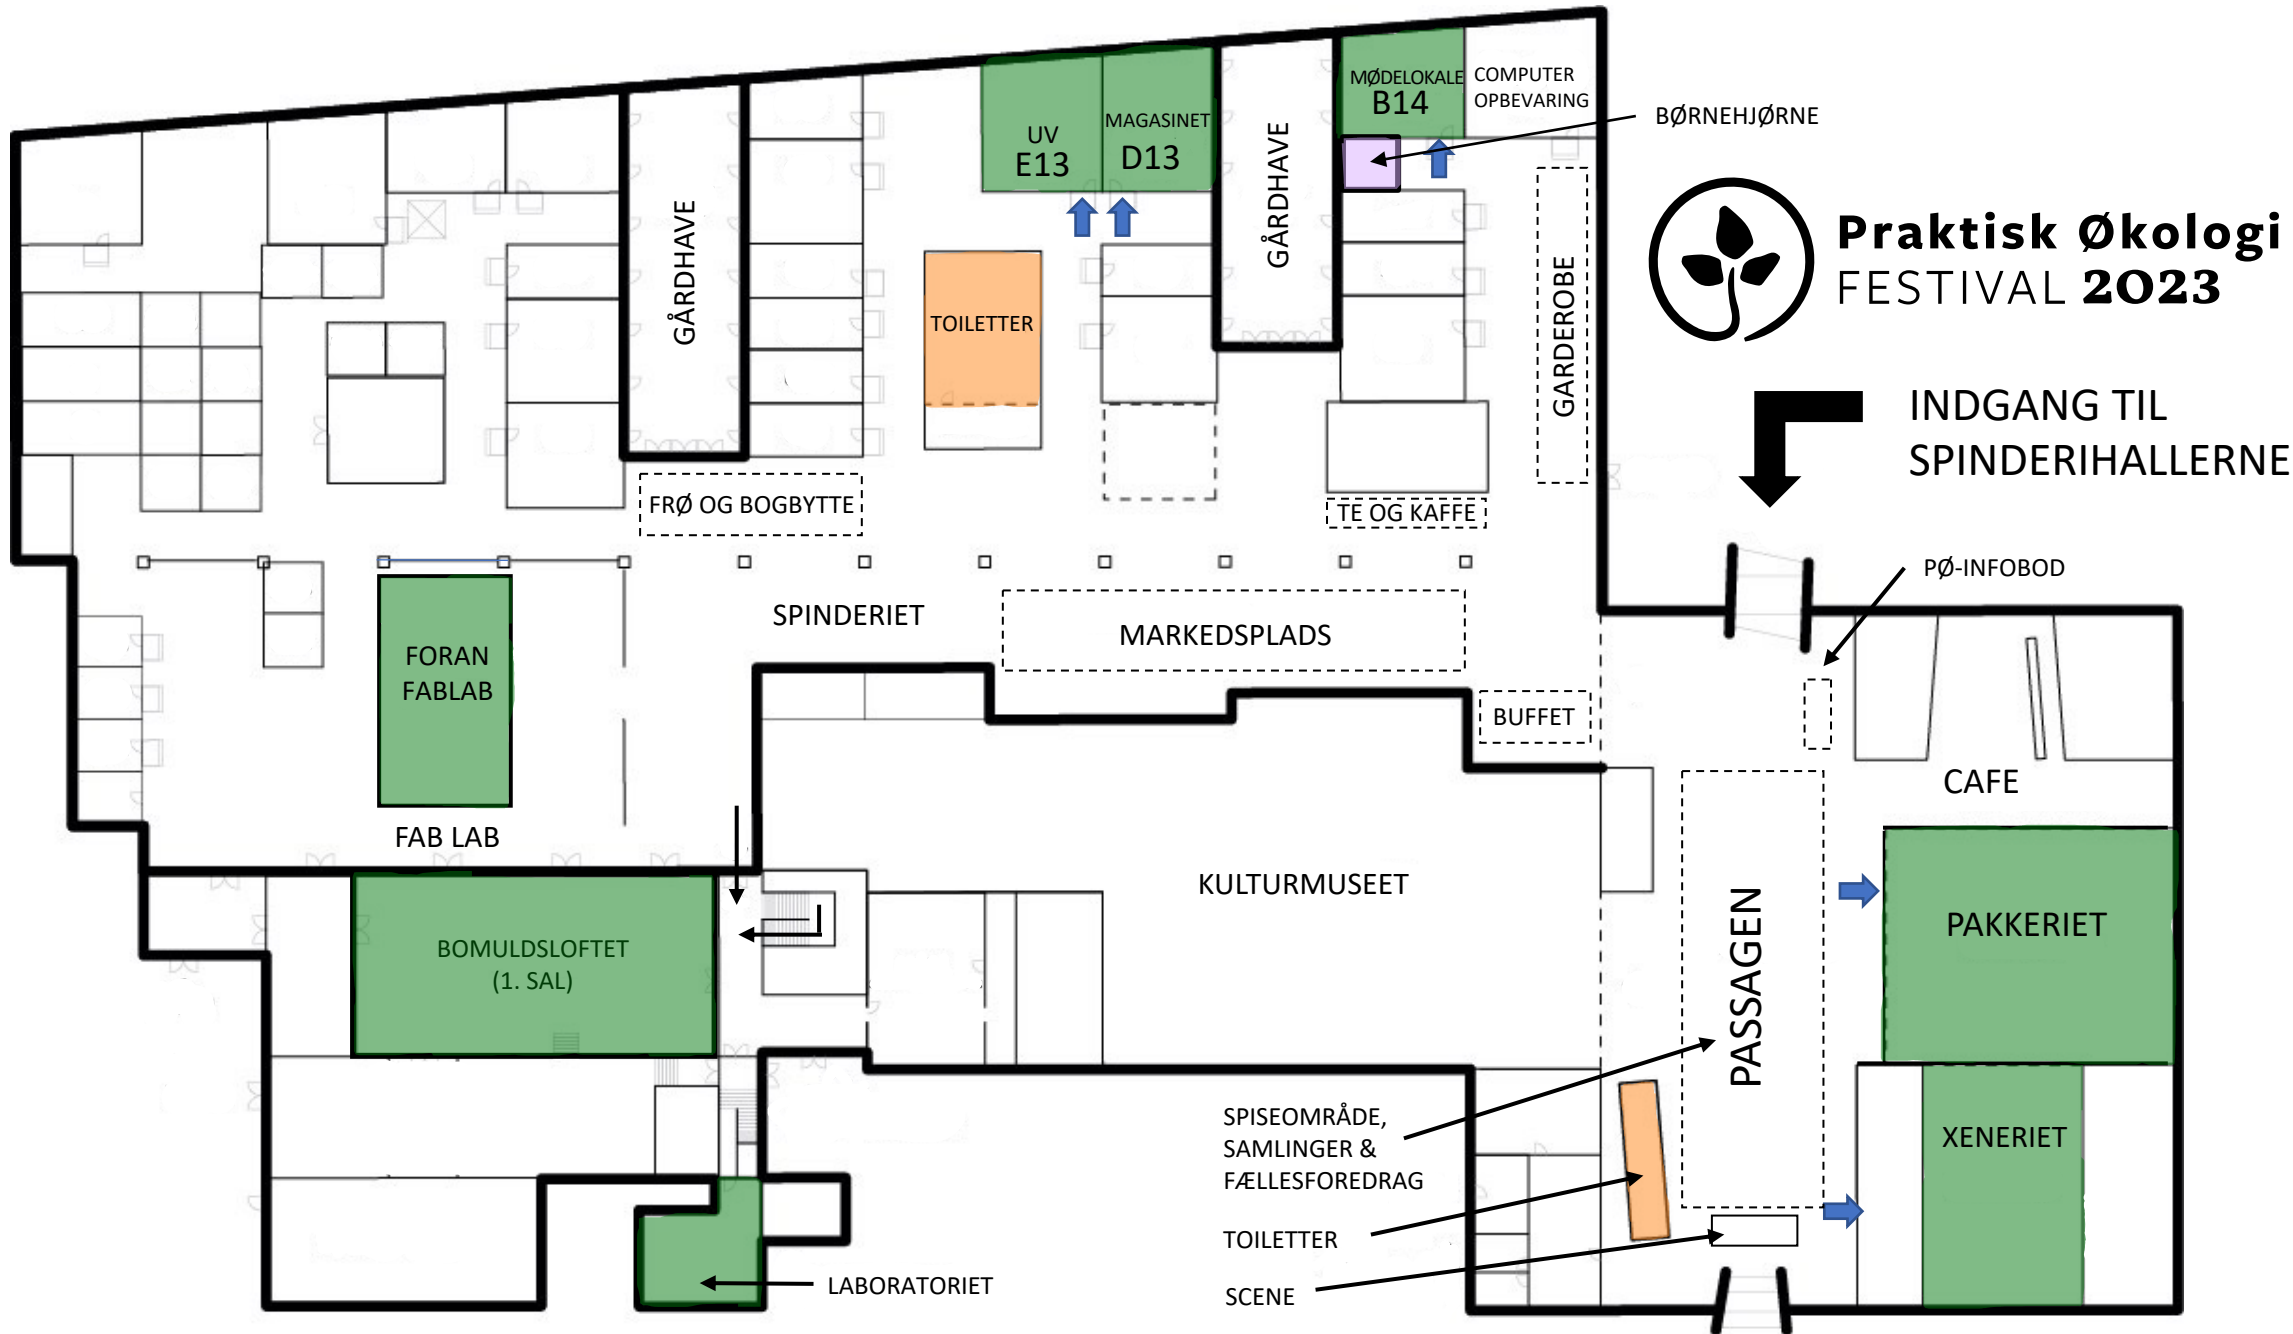 MØDELOKALE
B14
COMPUTER
OPBEVARING
BØRNEHJØRNE
UV
E13
MAGASINET
D13
GÅRDHAVE
GÅRDHAVE
TOILETTER
GARDEROBE
Praktisk Økologi
FESTIVAL 2023
INDGANG TIL
SPINDERIHALLERNE
FRØ OG BOGBYTTE
TE OG KAFFE
PØ-INFOBOD
SPINDERIET
MARKEDSPLADS
FORAN
FABLAB
BUFFET
CAFE
FAB LAB
KULTURMUSEET
PASSAGEN
PAKKERIET
BOMULDSLOFTET
(1. SAL)
SPISEOMRÅDE,
SAMLINGER &
FÆLLESFOREDRAG
XENERIET
TOILETTER
LABORATORIET
SCENE